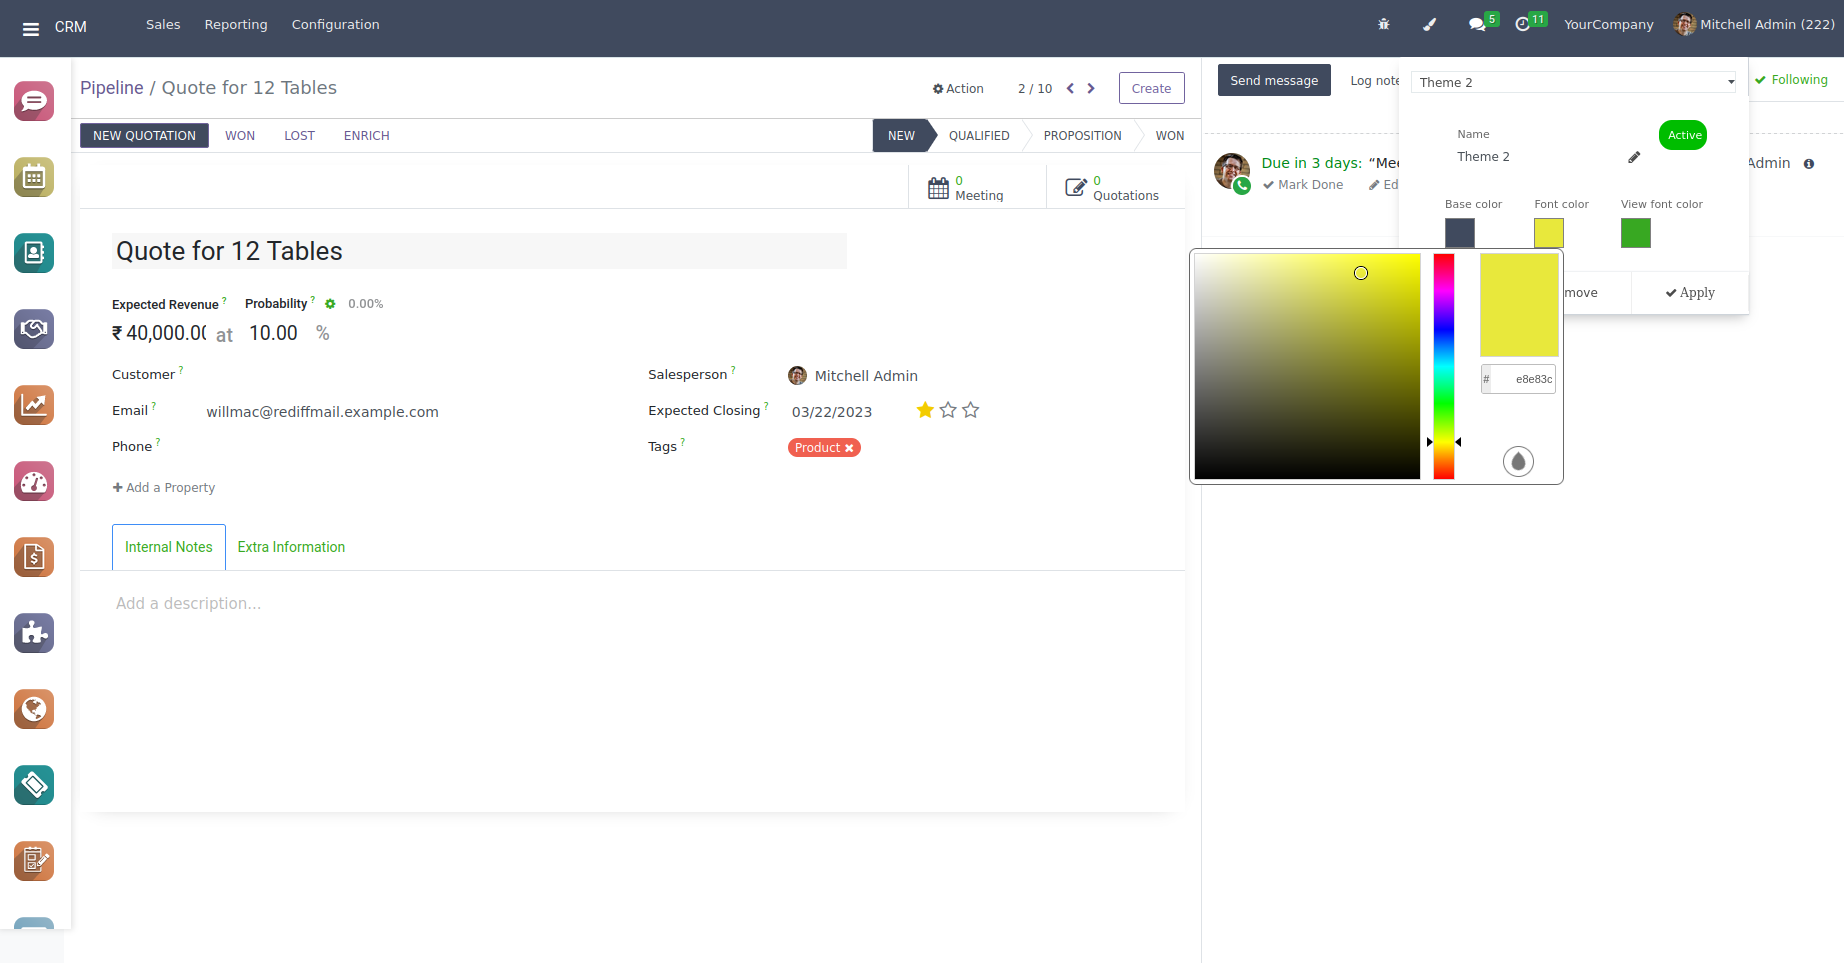 CRM
Sales Reporting Configuration
5 11 YourCompany Mitchell Admin (222)
Pipeline / Quote for 12 Tables
Action 2 / 10 Create
NEW QUOTATION WON LOST ENRICH
NEW QUALIFIED PROPOSITION WON
0 Meeting
0 Quotations
Quote for 12 Tables
Expected Revenue ? Probability ? 0.00%
₹ 40,000.00 at 10.00 %
Customer ?
Email ? willmac@rediffmail.example.com
Phone ?
Salesperson ? Mitchell Admin
Expected Closing ? 03/22/2023
Tags ? Product
Add a Property
Internal Notes Extra Information
Add a description...
Send message Log note
Following
Due in 3 days: “Mee
Admin
Mark Done Ed
Theme 2
Name
Active
Theme 2
Base color Font color View font color
move Apply
# e8e83c